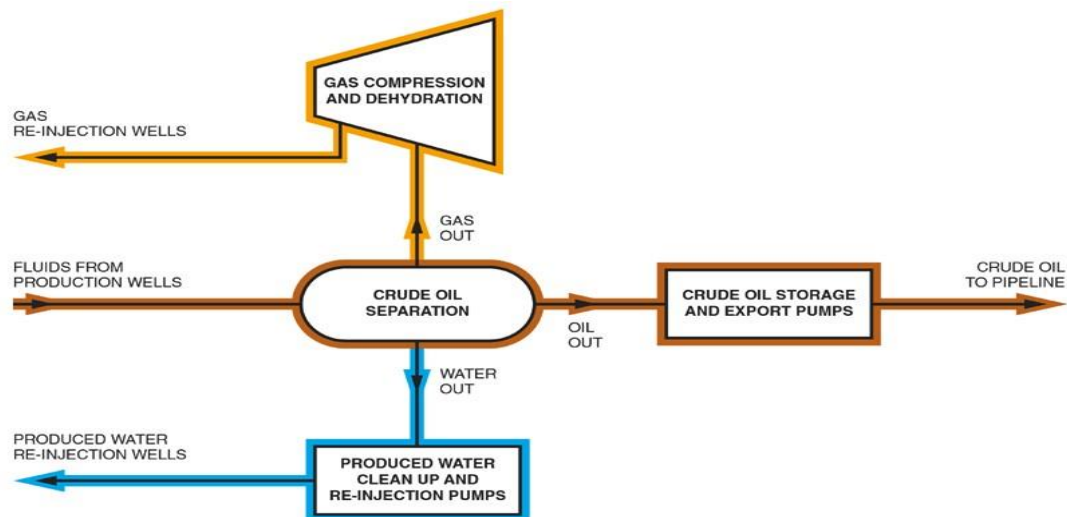 GAS COMPRESSION
AND DEHYDRATION
GAS
RE-INJECTION WELLS
GAS
OUT
FLUIDS FROM
PRODUCTION WELLS
CRUDE OIL
SEPARATION
OIL
OUT
CRUDE OIL STORAGE
AND EXPORT PUMPS
CRUDE OIL
TO PIPELINE
WATER
OUT
PRODUCED WATER
RE-INJECTION WELLS
PRODUCED WATER
CLEAN UP AND
RE-INJECTION PUMPS